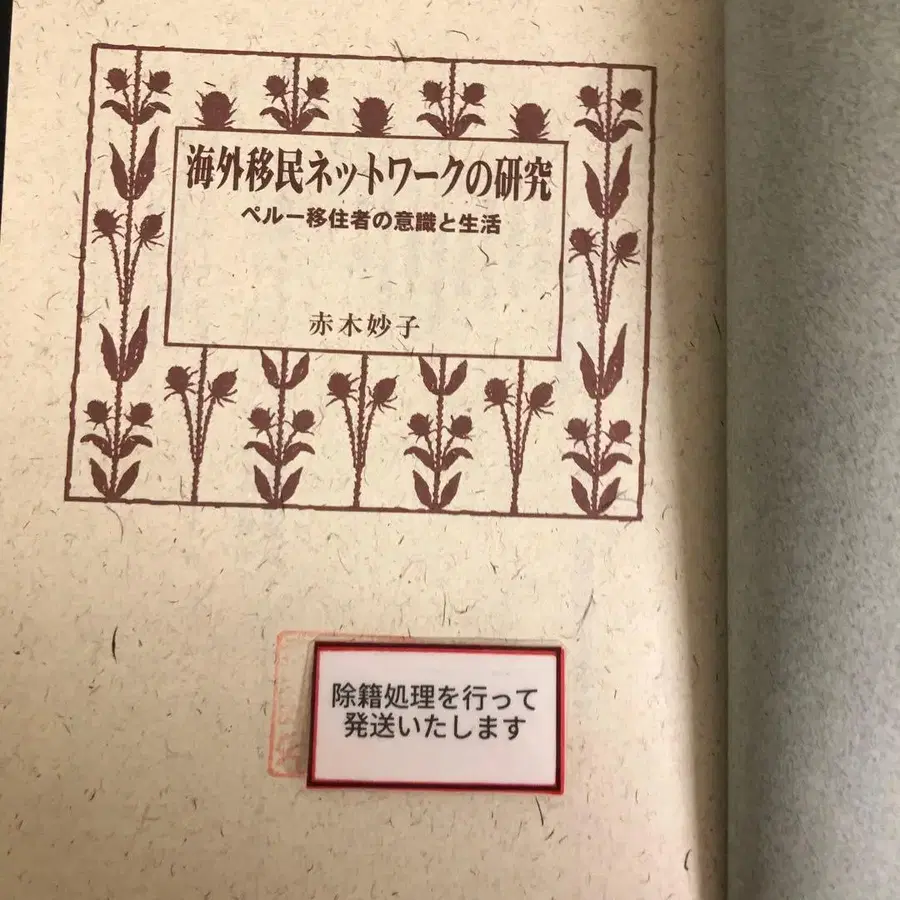 海外移民ネットワークの研究
ペルー移住者の意識と生活
赤木妙子
除籍処理を行って
発送いたします